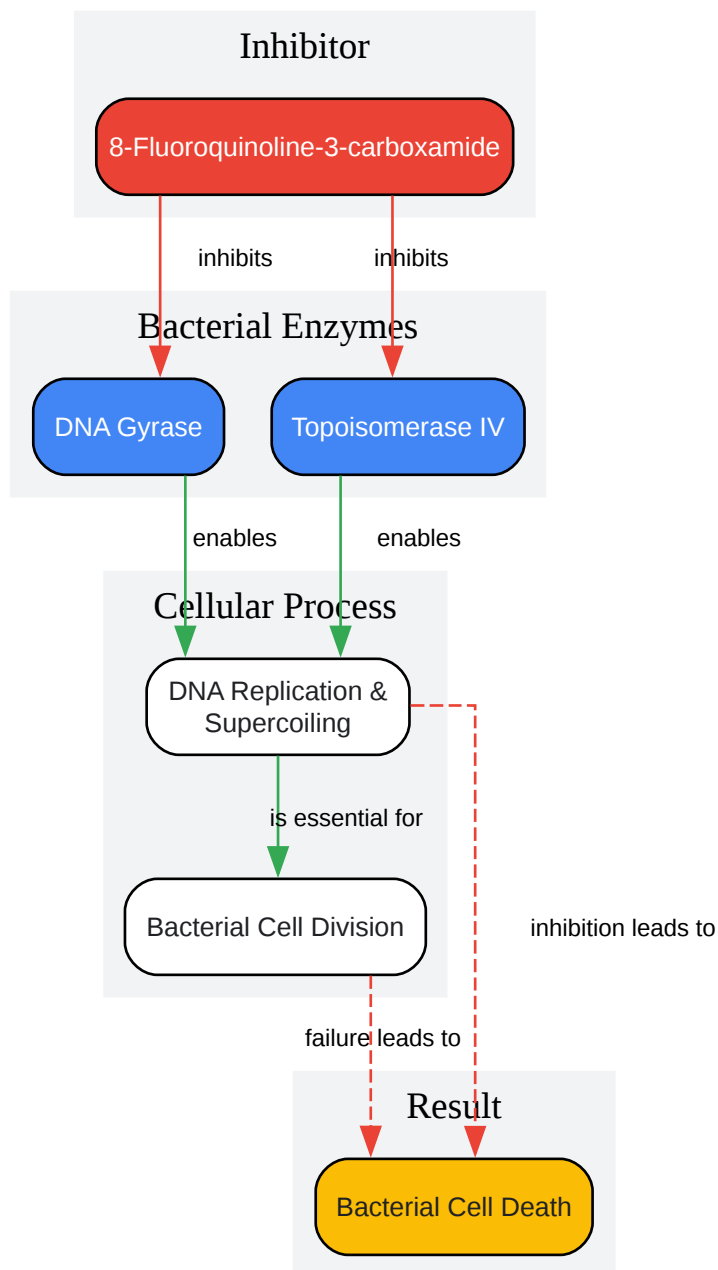 Inhibitor
8-Fluoroquinoline-3-carboxamide
inhibits
inhibits
Bacterial Enzymes
DNA Gyrase
Topoisomerase IV
enables
enables
Cellular Process
DNA Replication &
Supercoiling
is essential for
Bacterial Cell Division
inhibition leads to
failure leads to
Result
Bacterial Cell Death